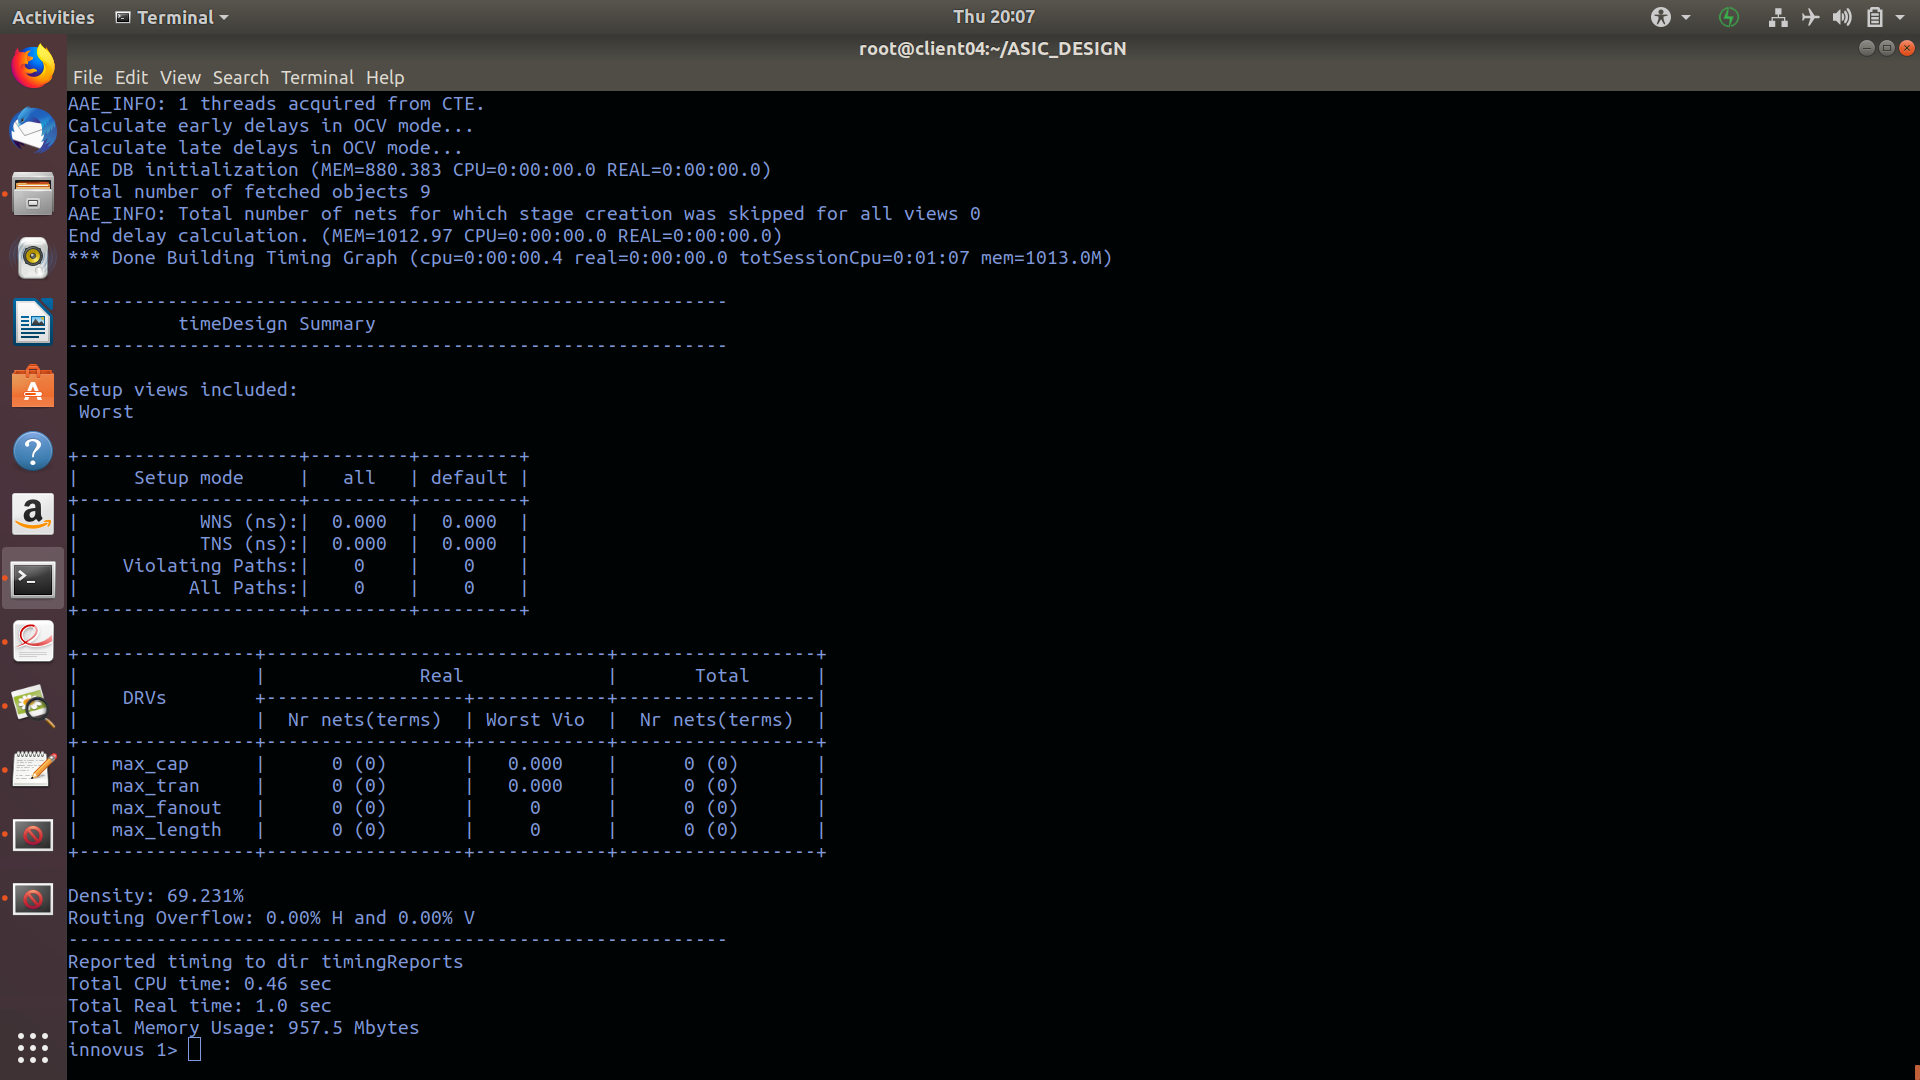 Activities Terminal Thu 20:07
root@client04:~/ASIC_DESIGN
File Edit View Search Terminal Help
AAE_INFO: 1 threads acquired from CTE.
Calculate early delays in OCV mode...
Calculate late delays in OCV mode...
AAE DB initialization (MEM=880.383 CPU=0:00:00.0 REAL=0:00:00.0)
Total number of fetched objects 9
AAE_INFO: Total number of nets for which stage creation was skipped for all views 0
End delay calculation. (MEM=1012.97 CPU=0:00:00.0 REAL=0:00:00.0)
*** Done Building Timing Graph (cpu=0:00:00.4 real=0:00:00.0 totSessionCpu=0:01:07 mem=1013.0M)
------------------------------------------------------------
          timeDesign Summary
------------------------------------------------------------
Setup views included:
 Worst
+--------------------+---------+---------+
|     Setup mode     |   all   | default |
+--------------------+---------+---------+
|           WNS (ns):|  0.000  |  0.000  |
|           TNS (ns):|  0.000  |  0.000  |
|    Violating Paths:|    0    |    0    |
|          All Paths:|    0    |    0    |
+--------------------+---------+---------+
+----------------+-------------------------------+------------------+
|                |              Real             |       Total      |
|    DRVs        +------------------+------------+------------------|
|                |  Nr nets(terms)  | Worst Vio  |  Nr nets(terms)  |
+----------------+------------------+------------+------------------+
|   max_cap      |      0 (0)       |   0.000    |      0 (0)       |
|   max_tran     |      0 (0)       |   0.000    |      0 (0)       |
|   max_fanout   |      0 (0)       |     0      |      0 (0)       |
|   max_length   |      0 (0)       |     0      |      0 (0)       |
+----------------+------------------+------------+------------------+
Density: 69.231%
Routing Overflow: 0.00% H and 0.00% V
------------------------------------------------------------
Reported timing to dir timingReports
Total CPU time: 0.46 sec
Total Real time: 1.0 sec
Total Memory Usage: 957.5 Mbytes
innovus 1>